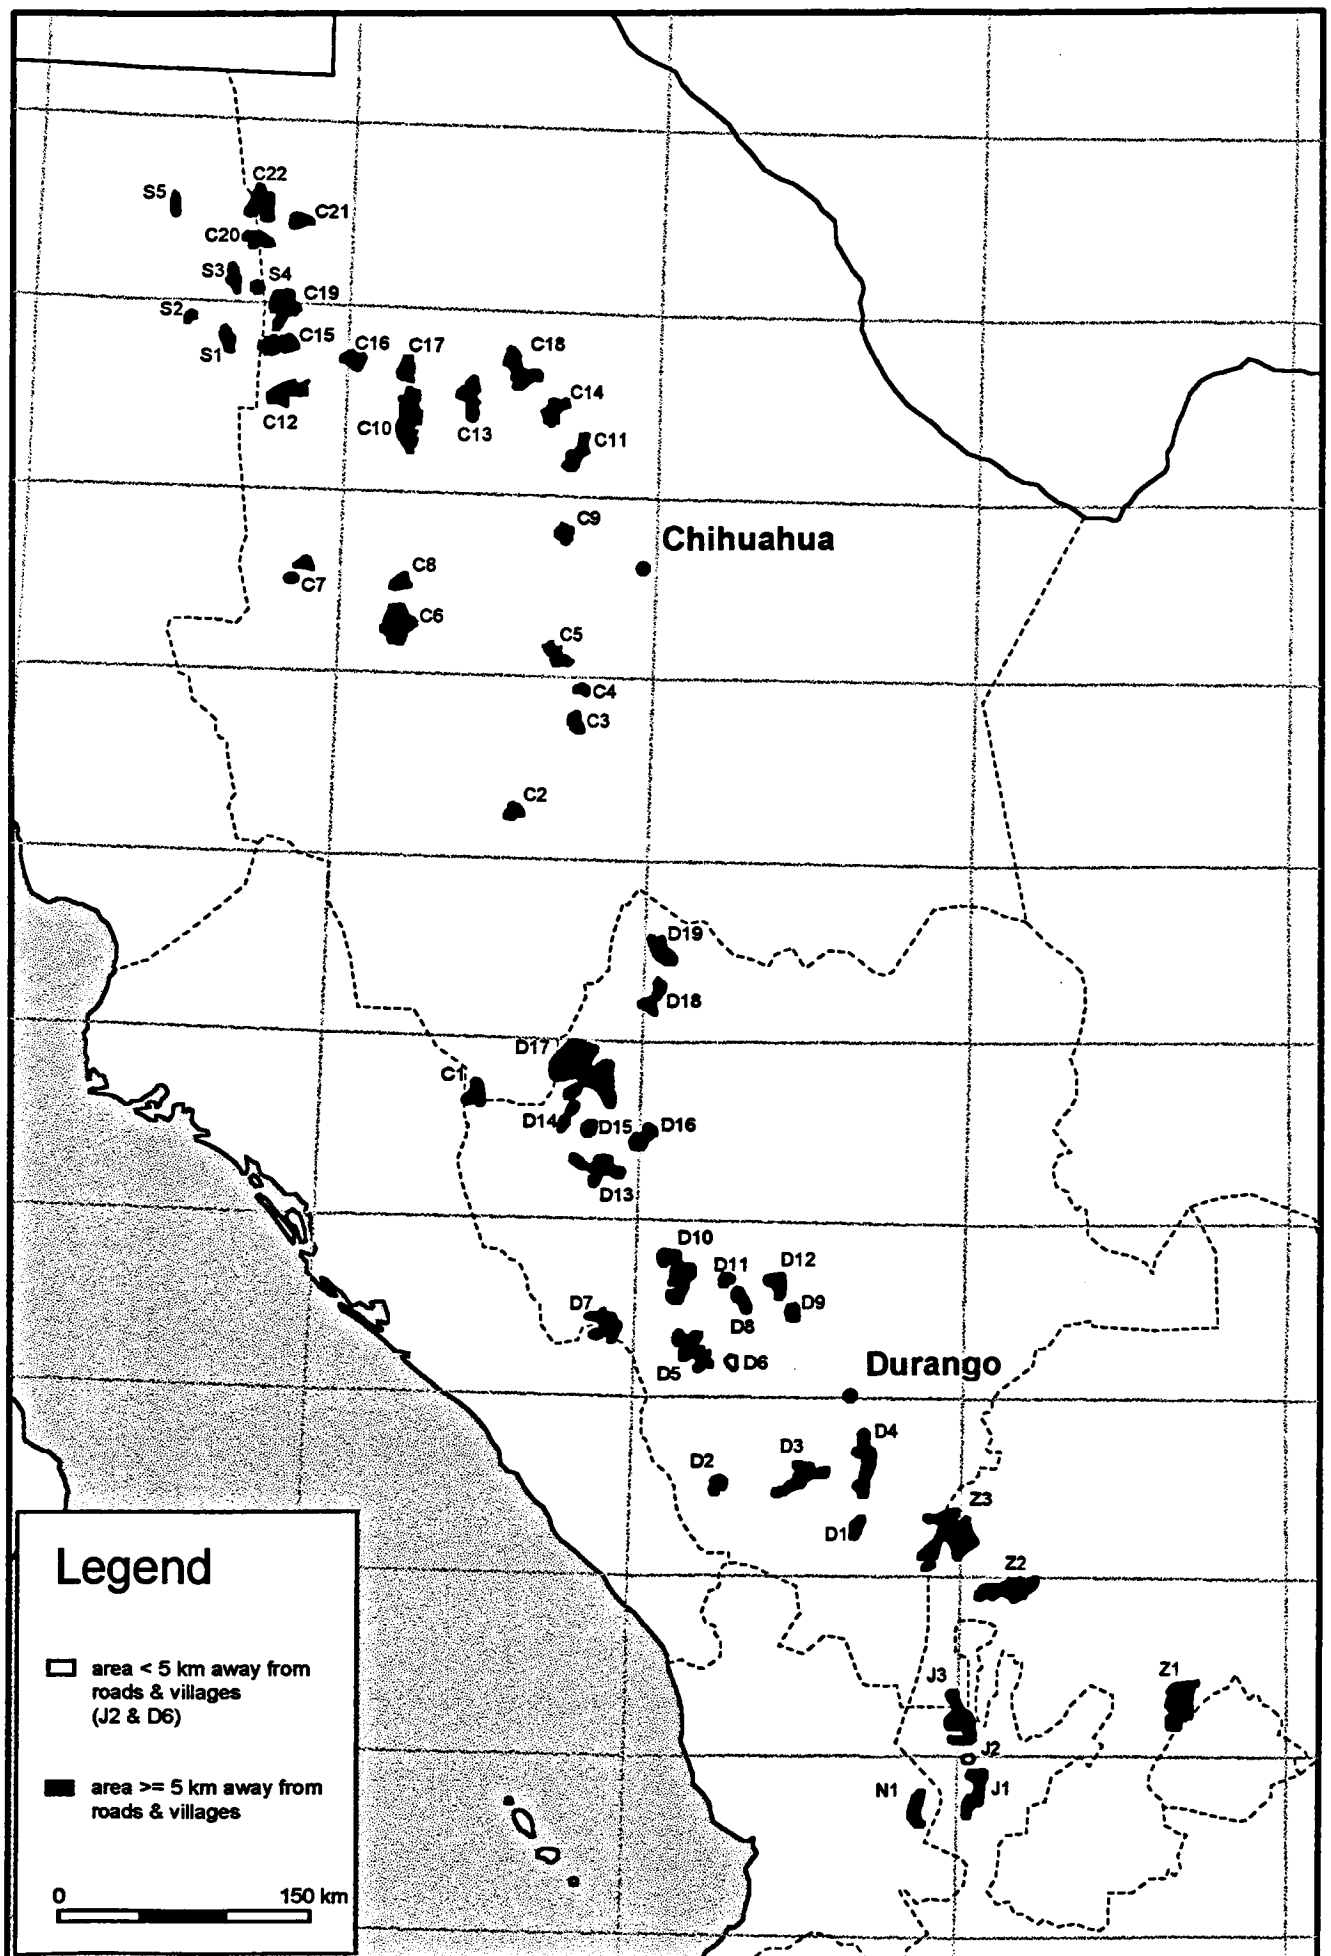 C22
S5
C21
C20
S3
S4
C19
S2
C15
S1
C16
C17
C18
C14
C12
C10
C13
C11
C9
Chihuahua
C8
C7
C6
C5
C4
C3
C2
D19
D18
D17
C1
D14
D15
D16
D13
D10
D11
D12
D7
D9
D8
D5
D6
Durango
D4
D3
D2
Z3
D1
Z2
Legend
area < 5 km away from
roads & villages
(J2 & D6)
Z1
J3
J2
area >= 5 km away from
roads & villages
N1
J1
0
150 km